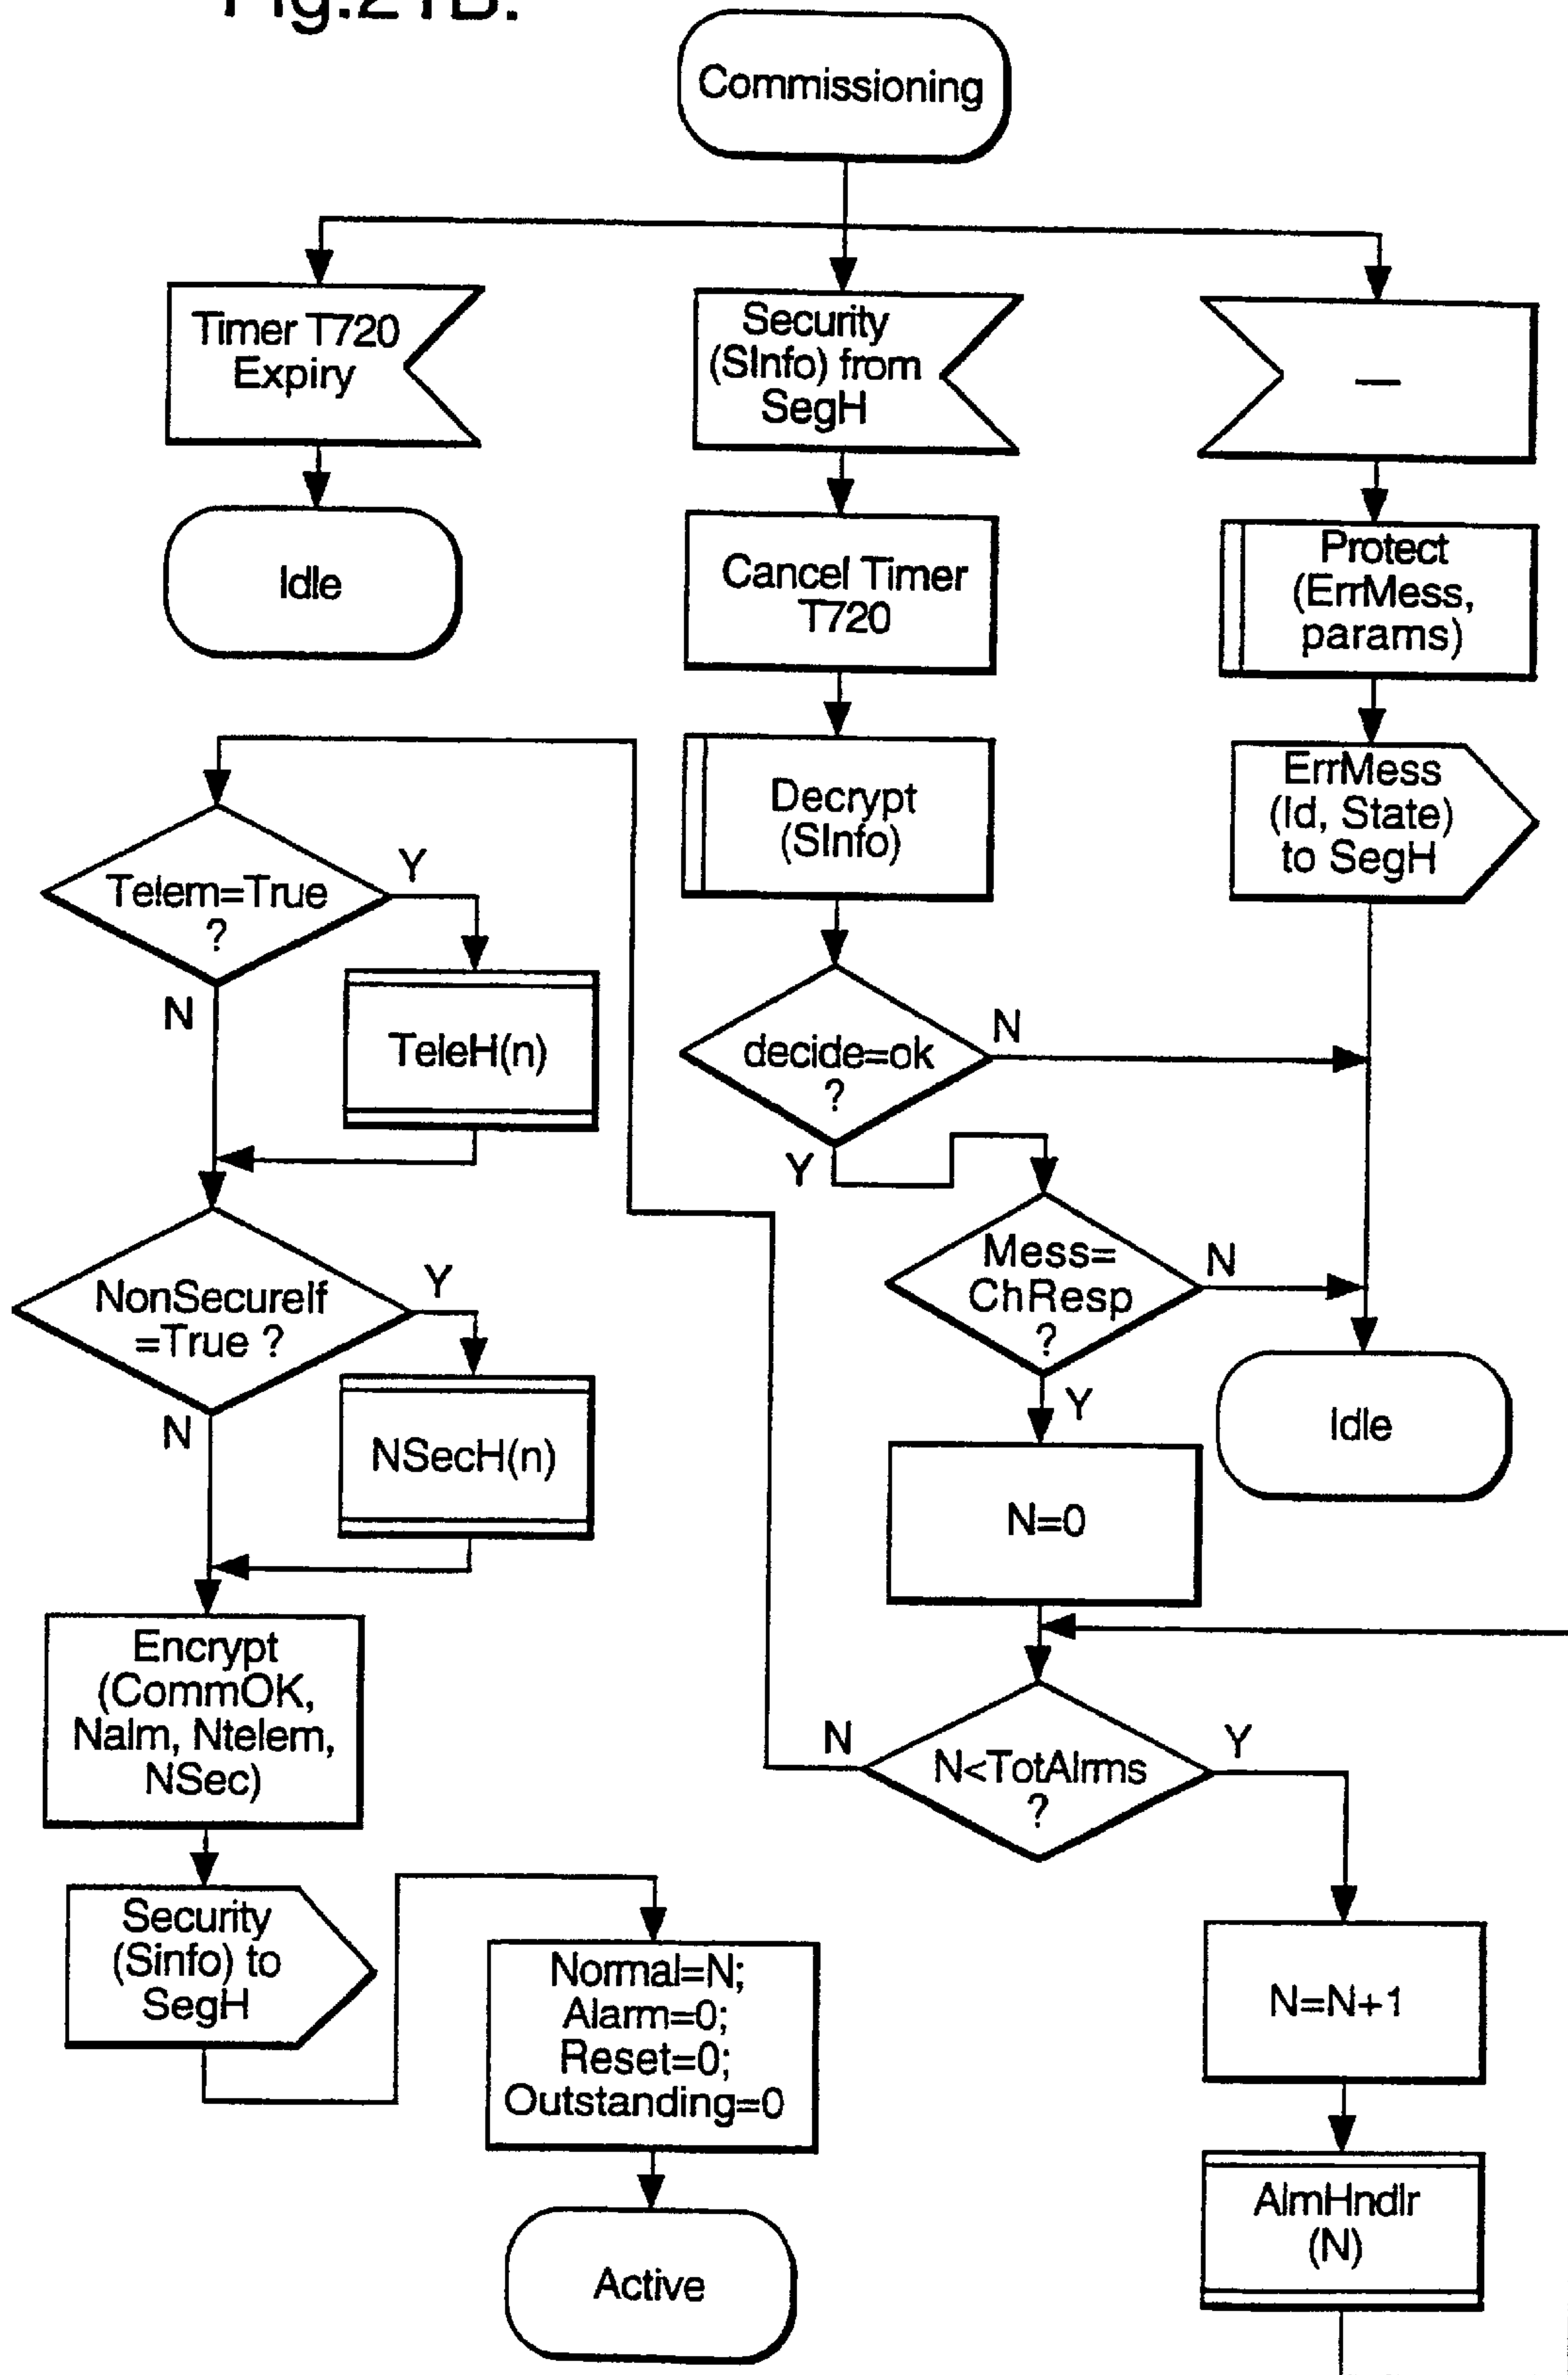 Fig.21B.
Commissioning
Timer T720
Expiry
Security
(SInfo) from
SegH
—
Idle
Cancel Timer
T720
Protect
(ErrMess,
params)
Decrypt
(SInfo)
ErrMess
(Id, State)
to SegH
Telem=True
?
Y
N
TeleH(n)
decide=ok
?
N
Y
Mess=
ChResp
?
N
Y
NonSecureIf
=True ?
Y
N
NSecH(n)
Idle
N=0
Encrypt
(CommOK,
Nalm, Ntelem,
NSec)
N<TotAlrms
?
N
Y
Security
(Sinfo) to
SegH
Normal=N;
Alarm=0;
Reset=0;
Outstanding=0
N=N+1
AlmHndlr
(N)
Active